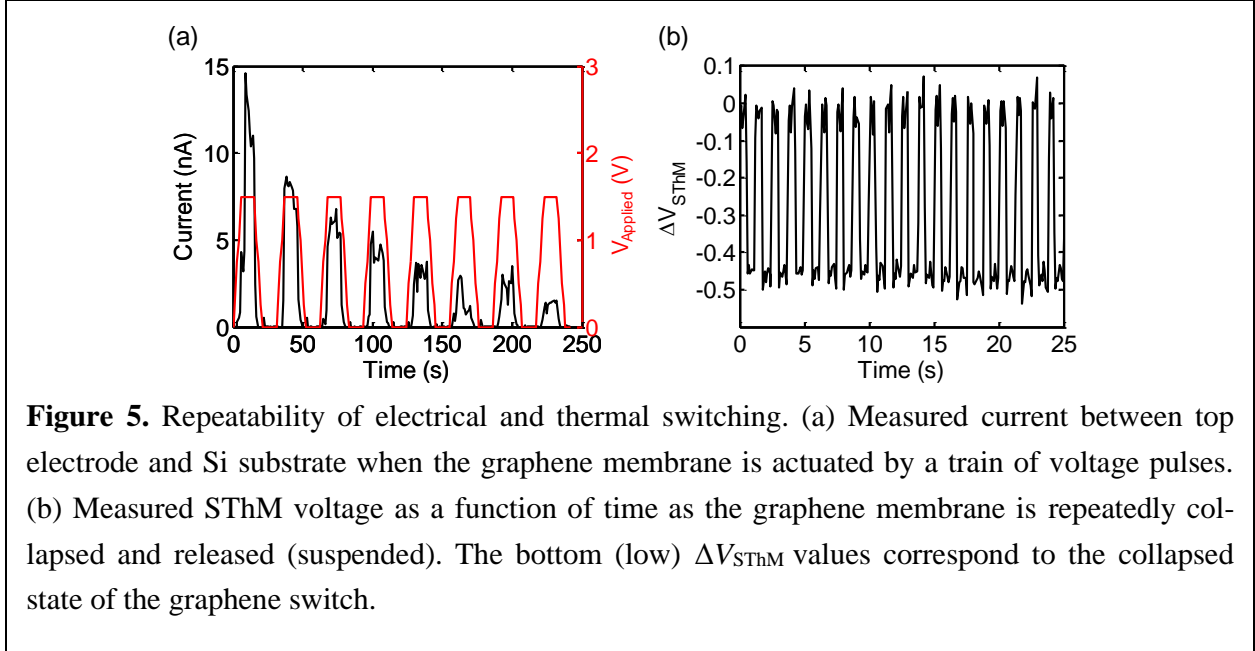 (a)
(b)
15
10
5
0
Current (nA)
3
2
1
0
V_Applied (V)
0 50 100 150 200 250
Time (s)
0.1
0
-0.1
-0.2
-0.3
-0.4
-0.5
ΔV_SThM
0 5 10 15 20 25
Time (s)
Figure 5. Repeatability of electrical and thermal switching. (a) Measured current between top
electrode and Si substrate when the graphene membrane is actuated by a train of voltage pulses.
(b) Measured SThM voltage as a function of time as the graphene membrane is repeatedly col-
lapsed and released (suspended). The bottom (low) ΔV_SThM values correspond to the collapsed
state of the graphene switch.